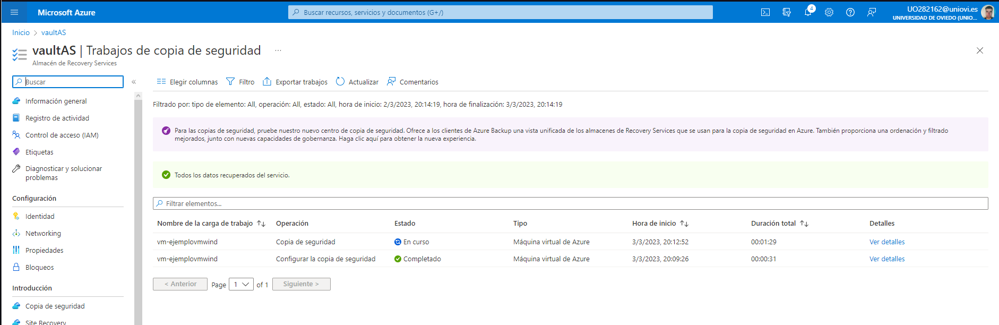 Microsoft Azure
Buscar recursos, servicios y documentos (G+/)
4
UO282162@uniovi.es
UNIVERSIDAD DE OVIEDO (UNIO...
Inicio > vaultAS
vaultAS | Trabajos de copia de seguridad ...
Almacén de Recovery Services
Buscar
«
Elegir columnas
Filtro
Exportar trabajos
Actualizar
Comentarios
Información general
Registro de actividad
Control de acceso (IAM)
Etiquetas
Diagnosticar y solucionar
problemas
Configuración
Identidad
Networking
Propiedades
Bloqueos
Introducción
Copia de seguridad
Site Recovery
Filtrado por: tipo de elemento: All, operación: All, estado: All, hora de inicio: 2/3/2023, 20:14:19, hora de finalización: 3/3/2023, 20:14:19
Para las copias de seguridad, pruebe nuestro nuevo centro de copia de seguridad. Ofrece a los clientes de Azure Backup una vista unificada de los almacenes de Recovery Services que se usan para la copia de seguridad en Azure. También proporciona una ordenación y filtrado
mejorados, junto con nuevas capacidades de gobernanza. Haga clic aquí para obtener la nueva experiencia.
Todos los datos recuperados del servicio.
Filtrar elementos...
Nombre de la carga de trabajo ↑↓ Operación Estado Tipo Hora de inicio ↑↓ Duración total ↑↓ Detalles
vm-ejemplovmwind Copia de seguridad En curso Máquina virtual de Azure 3/3/2023, 20:12:52 00:01:29 Ver detalles
vm-ejemplovmwind Configurar la copia de seguridad Completado Máquina virtual de Azure 3/3/2023, 20:09:26 00:00:31 Ver detalles
< Anterior Page 1 of 1 Siguiente >